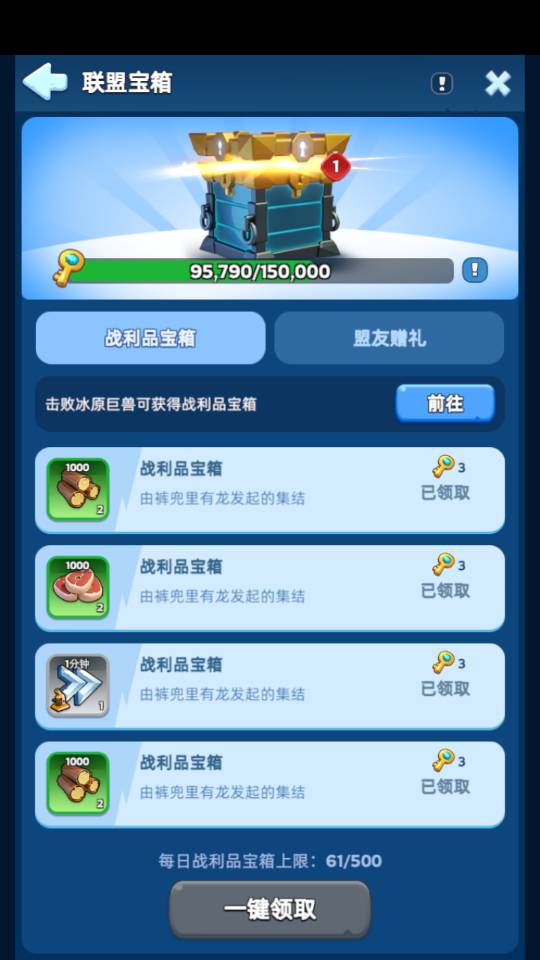 联盟宝箱
1
95,790/150,000
战利品宝箱
盟友赠礼
击败冰原巨兽可获得战利品宝箱
前往
1000
2
战利品宝箱
由裤兜里有龙发起的集结
3
已领取
1000
2
战利品宝箱
由裤兜里有龙发起的集结
3
已领取
1分钟
1
战利品宝箱
由裤兜里有龙发起的集结
3
已领取
1000
2
战利品宝箱
由裤兜里有龙发起的集结
3
已领取
每日战利品宝箱上限：61/500
一键领取